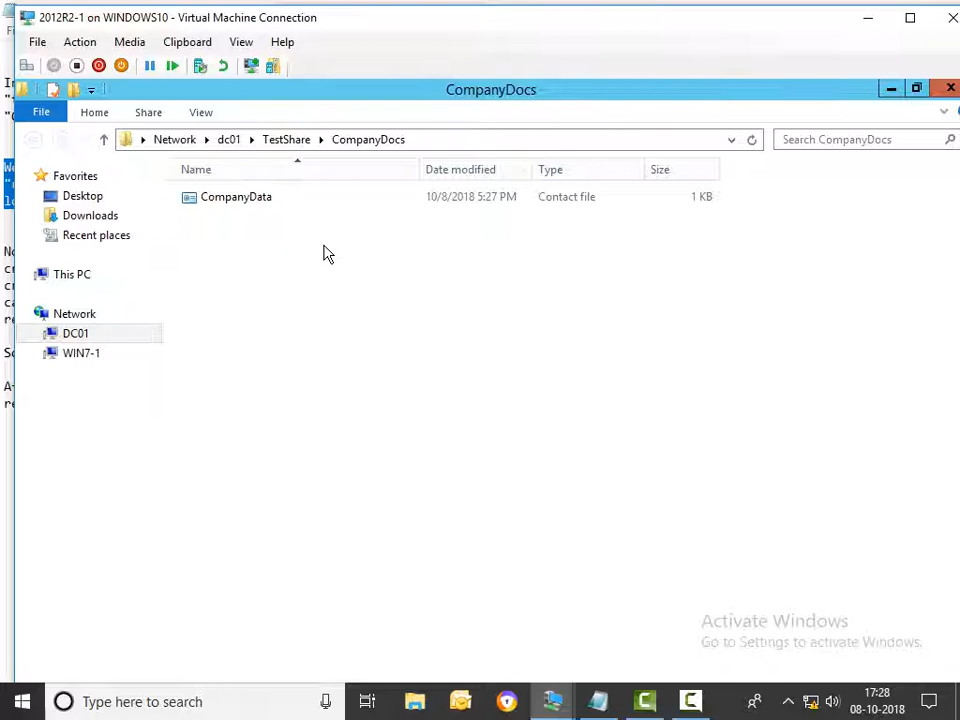 2012R2-1 on WINDOWS10 - Virtual Machine Connection
File Action Media Clipboard View Help
CompanyDocs
File Home Share View
Network dc01 TestShare CompanyDocs
Search CompanyDocs
Name Date modified Type Size
CompanyData 10/8/2018 5:27 PM Contact file 1 KB
Favorites
Desktop
Downloads
Recent places
This PC
Network
DC01
WIN7-1
Activate Windows
Go to Settings to activate Windows.
Type here to search
17:28
08-10-2018